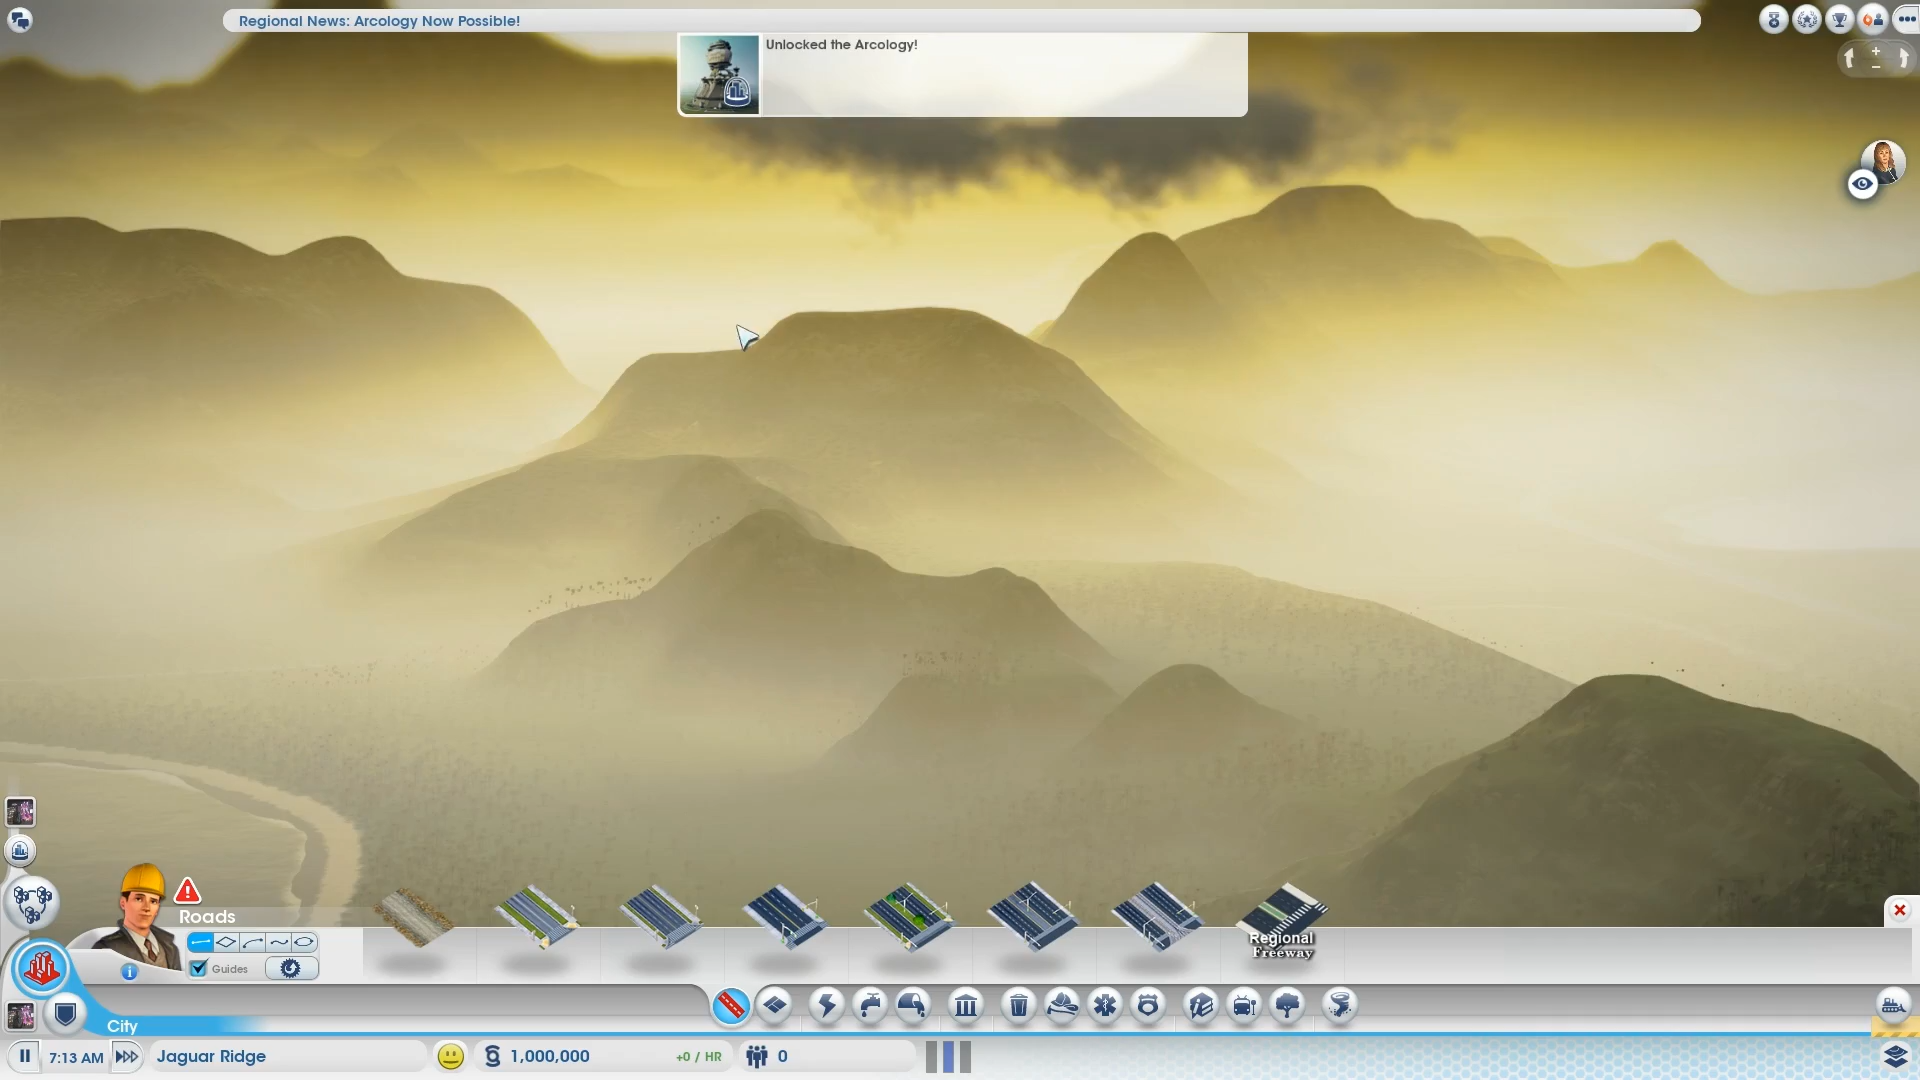 Regional News: Arcology Now Possible!
Unlocked the Arcology!
Roads
Guides
Regional
Freeway
City
7:13 AM
Jaguar Ridge
1,000,000
+0 / HR
0